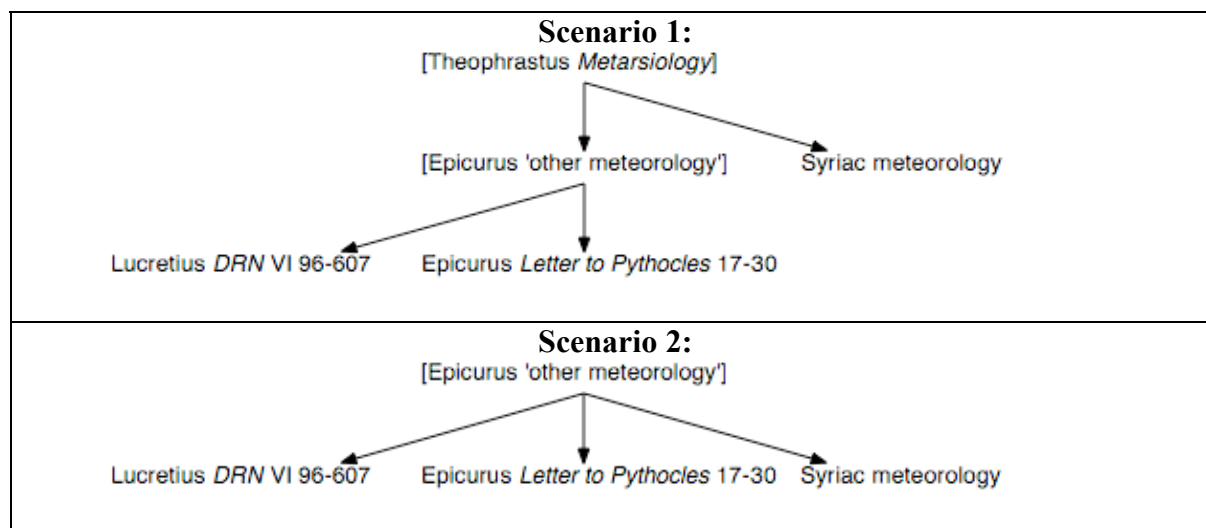 Scenario 1:
[Theophrastus Metarsiology]
[Epicurus 'other meteorology'] Syriac meteorology
Lucretius DRN VI 96-607 Epicurus Letter to Pythocles 17-30
Scenario 2:
[Epicurus 'other meteorology']
Lucretius DRN VI 96-607 Epicurus Letter to Pythocles 17-30 Syriac meteorology